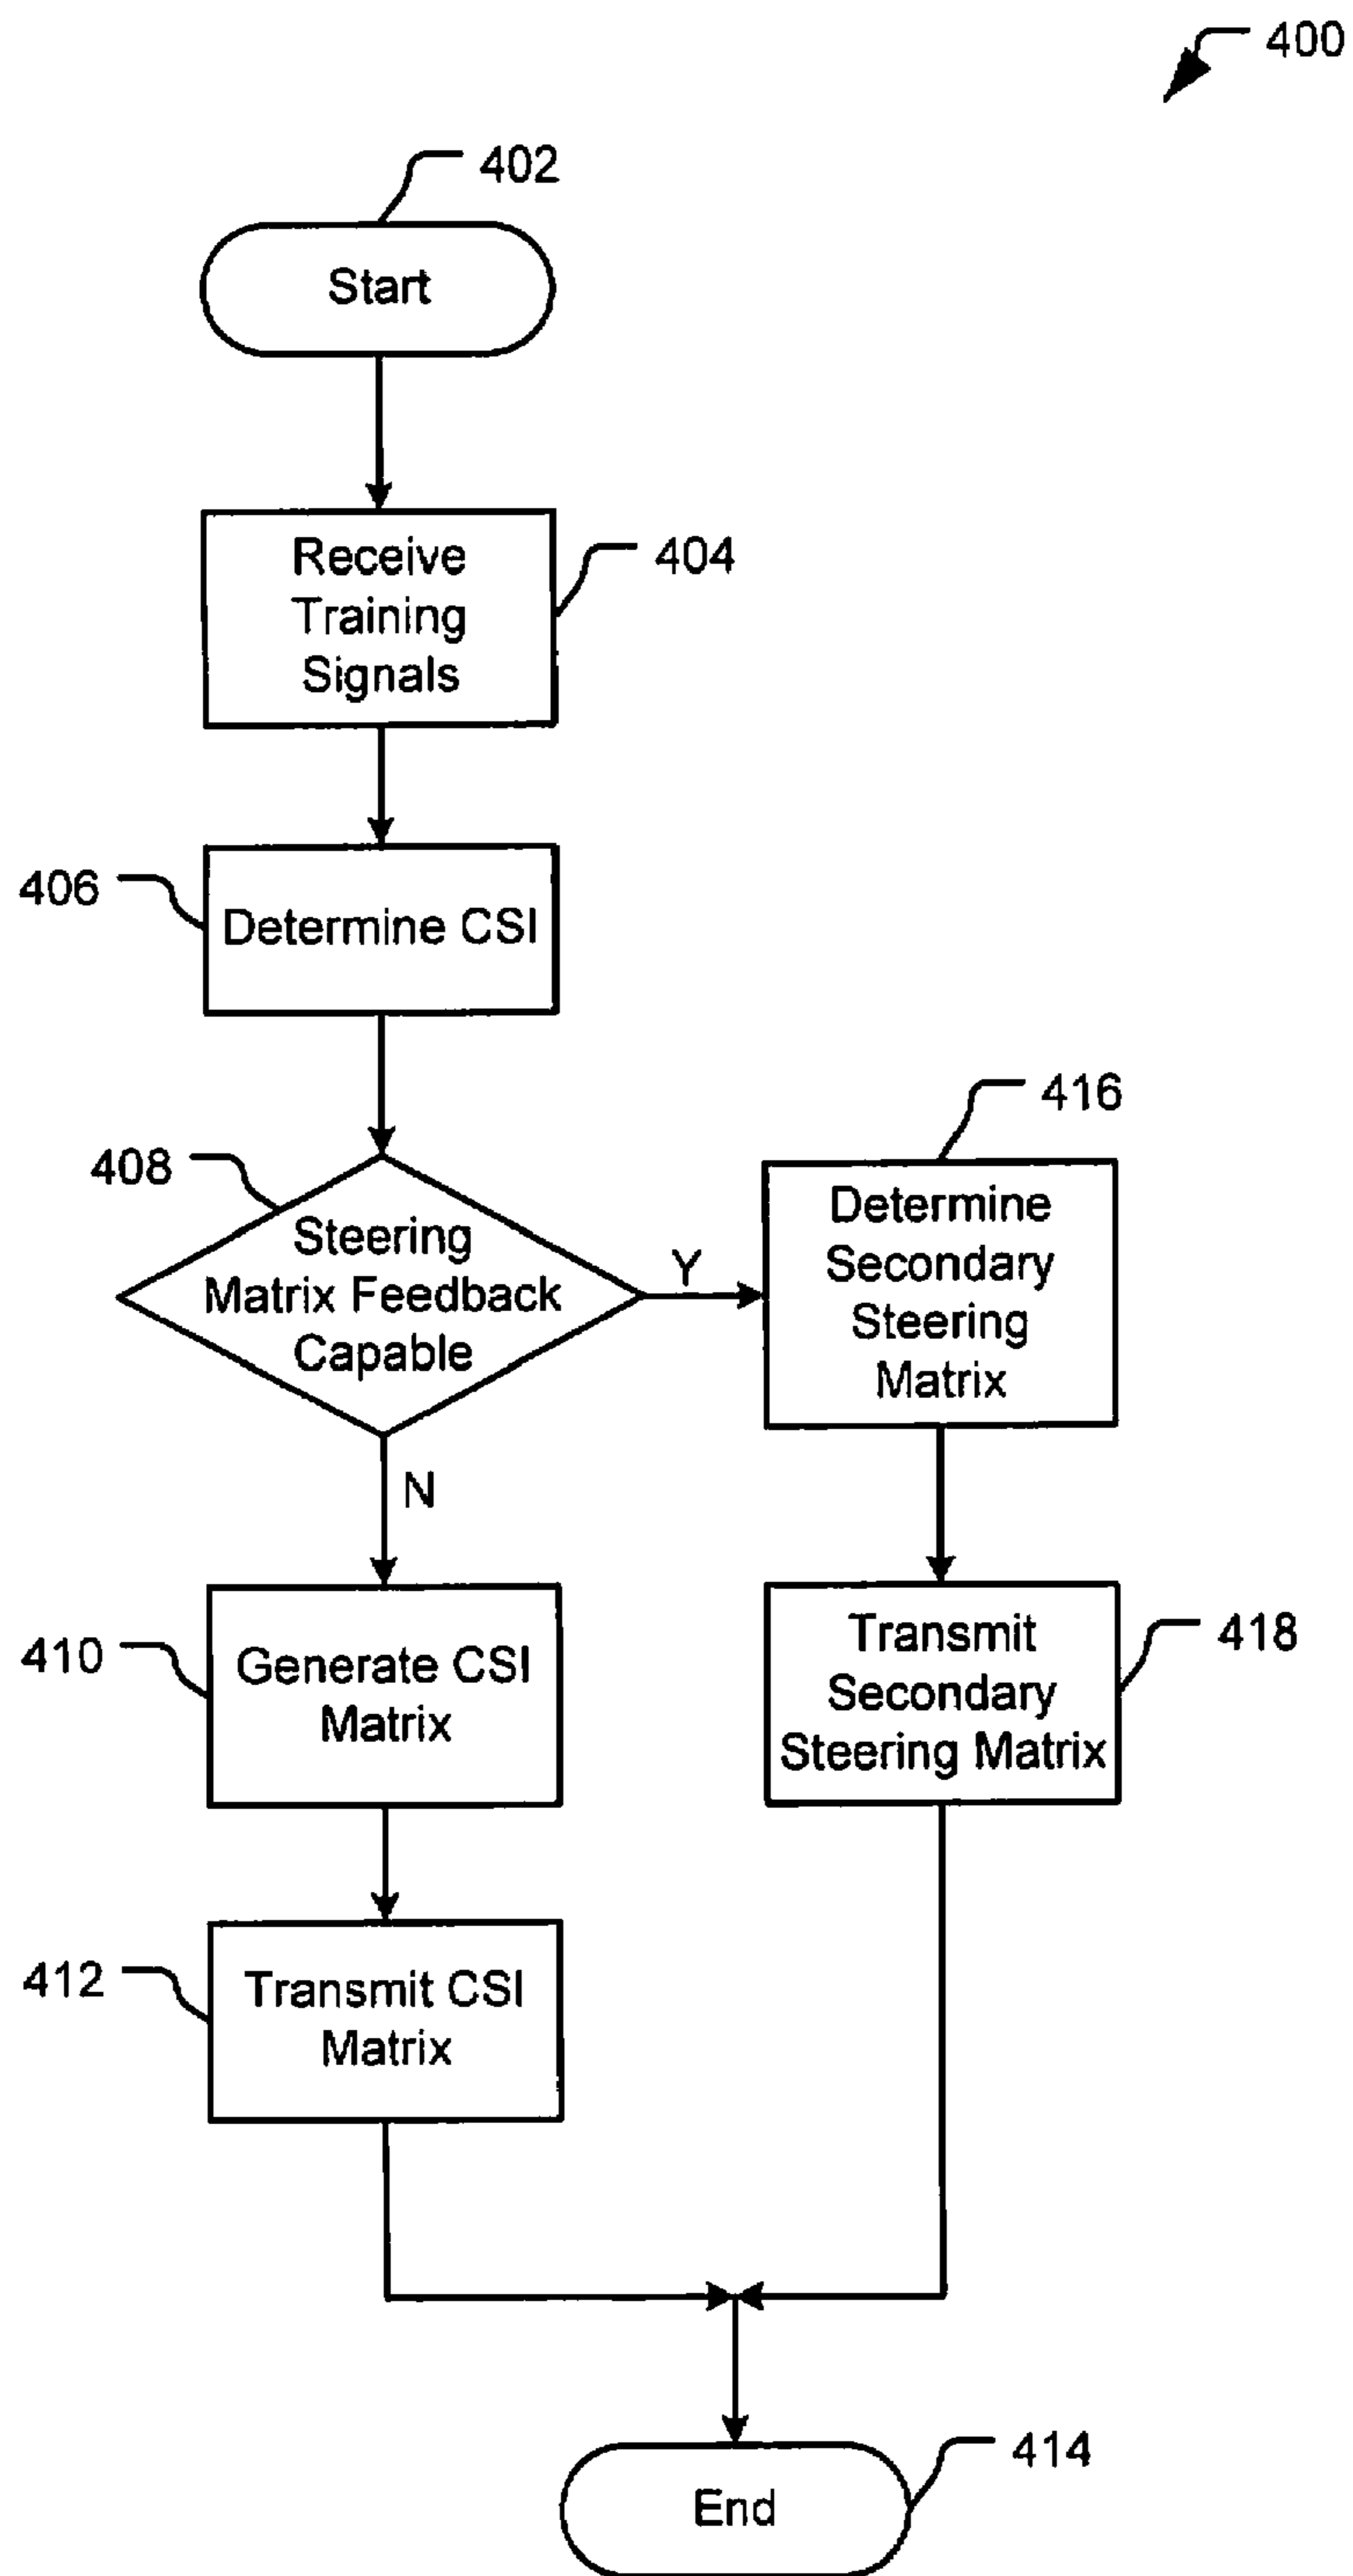 400
402
Start
Receive
Training
Signals
404
406
Determine CSI
408
Steering
Matrix Feedback
Capable
Y
N
416
Determine
Secondary
Steering
Matrix
410
Generate CSI
Matrix
Transmit
Secondary
Steering Matrix
418
412
Transmit CSI
Matrix
414
End